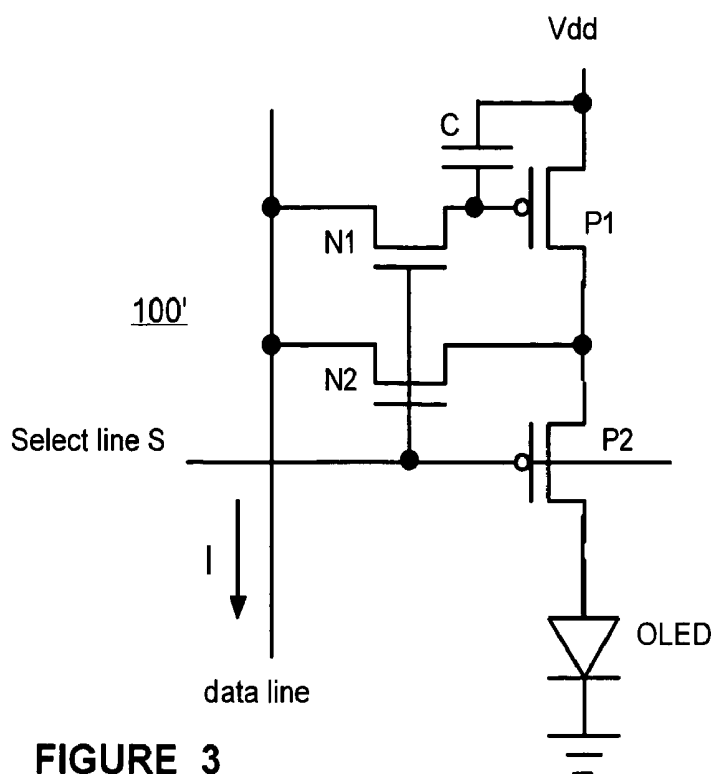 Vdd
C
P1
N1
100'
N2
Select line S
P2
I
OLED
data line
FIGURE 3